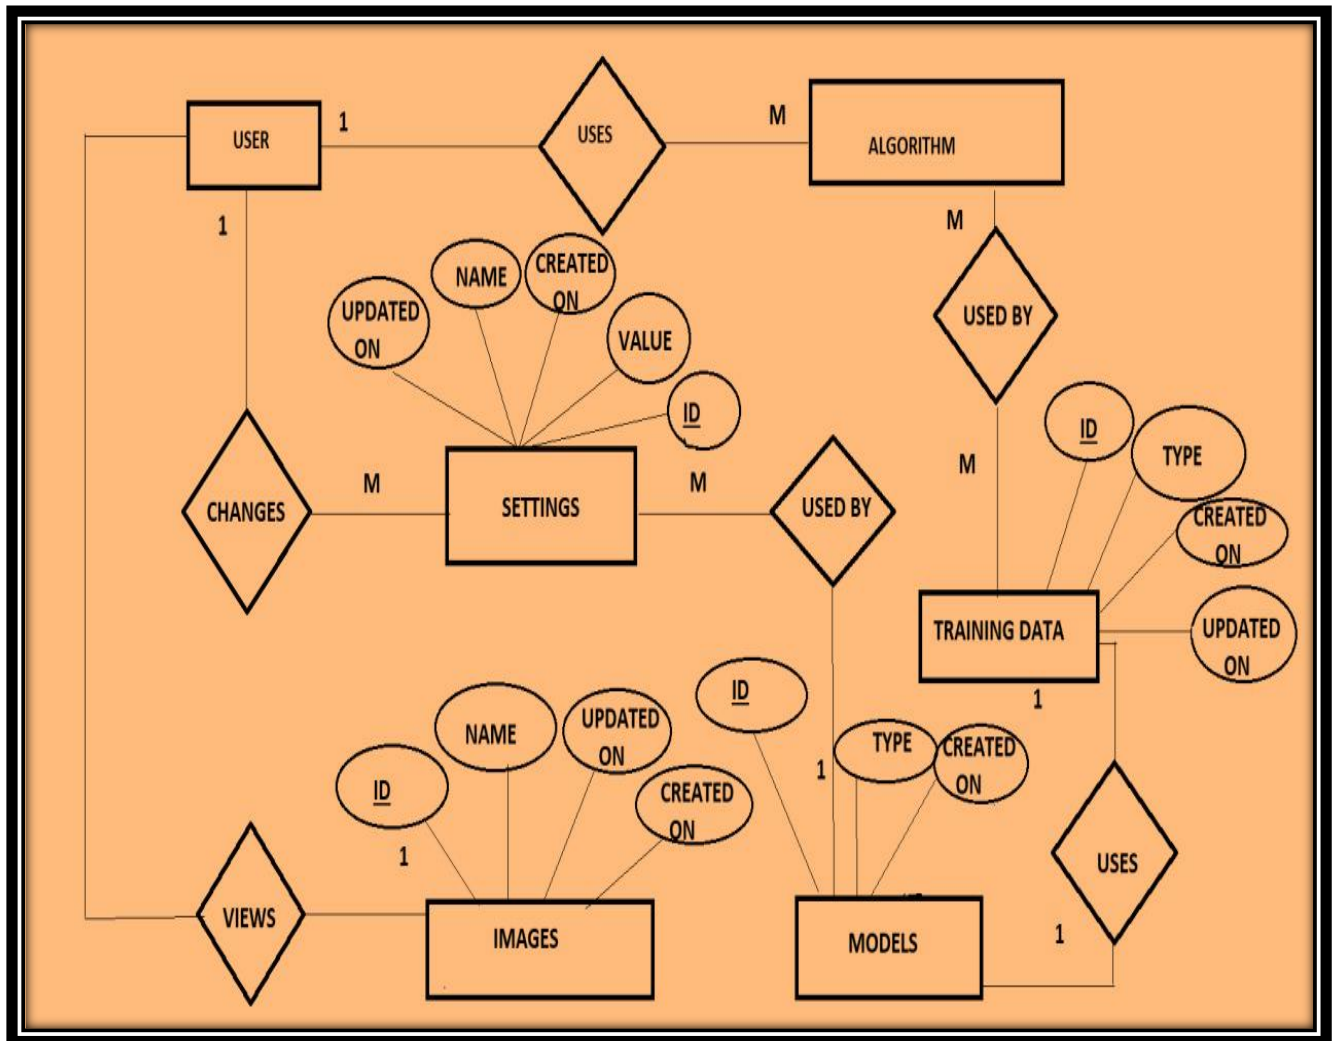 USER
1
USES
M
ALGORITHM
1
M
UPDATED
ON
NAME
CREATED
ON
VALUE
ID
USED BY
ID
TYPE
CREATED
ON
UPDATED
ON
M
CHANGES
M
SETTINGS
M
USED BY
TRAINING DATA
1
ID
NAME
UPDATED
ON
CREATED
ON
1
ID
TYPE
CREATED
ON
1
USES
1
VIEWS
IMAGES
MODELS